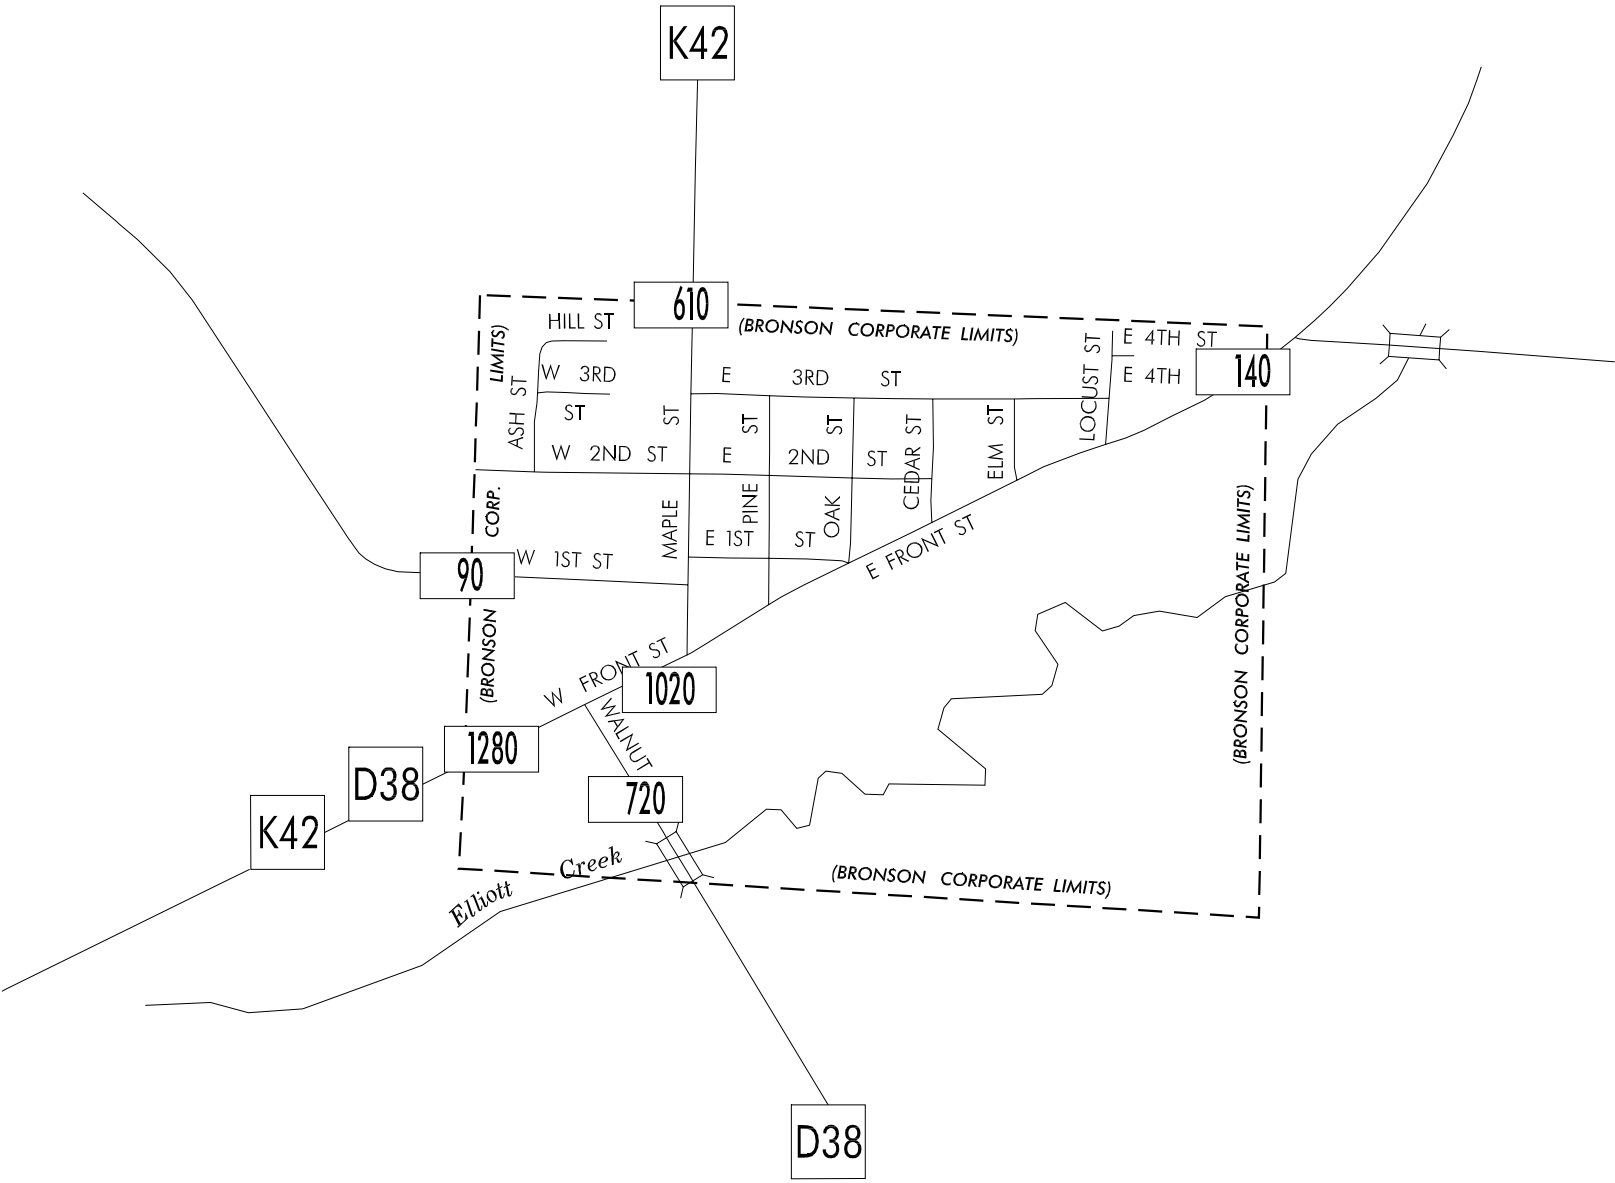 K42
610
HILL ST
(BRONSON CORPORATE LIMITS)
E 4TH ST
LIMITS)
W 3RD
E 3RD ST
E 4TH
140
ST
ASH ST
ST
ST
ST
CEDAR ST
ELM ST
LOCUST ST
W 2ND ST
E 2ND ST
CORP.
MAPLE
PINE
OAK
E 1ST ST
W 1ST ST
90
E FRONT ST
(BRONSON CORPORATE LIMITS)
(BRONSON CORPORATE LIMITS)
(BRONSON
W FRONT ST
1020
WALNUT
1280
D38
720
K42
Elliott Creek
(BRONSON CORPORATE LIMITS)
D38